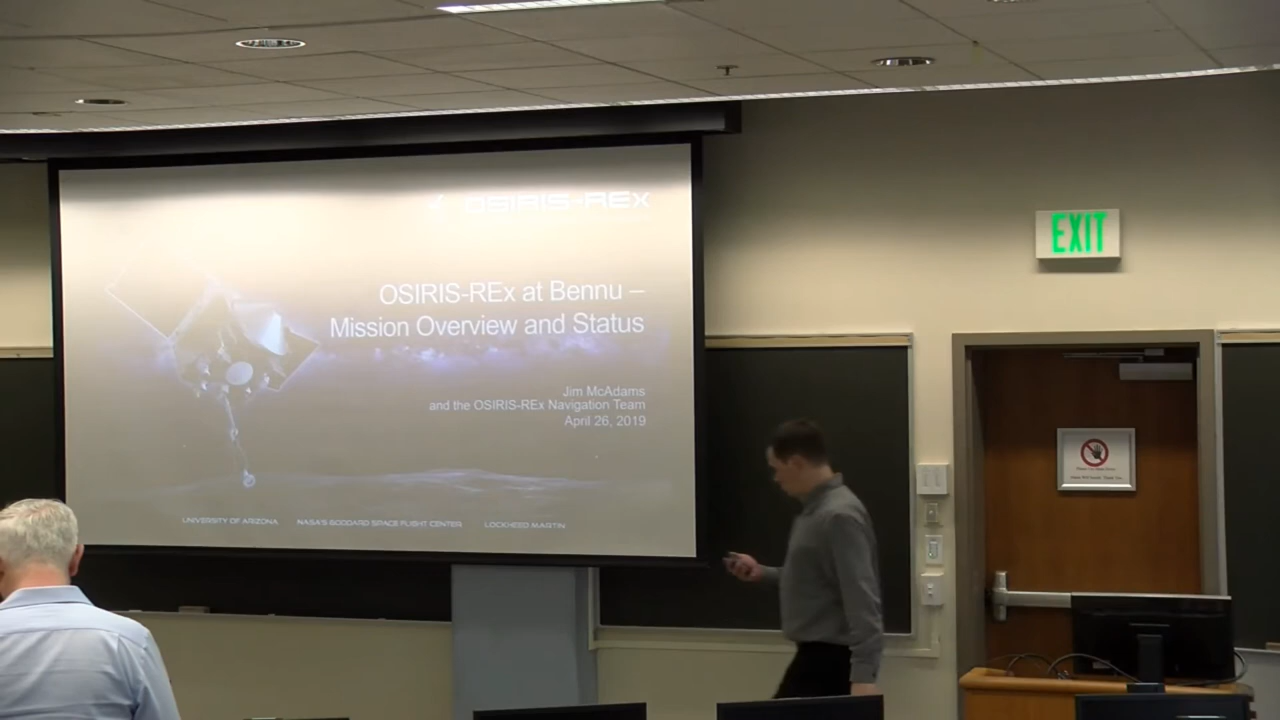 OSIRIS-REx
OSIRIS-REx at Bennu –
Mission Overview and Status
Jim McAdams
and the OSIRIS-REx Navigation Team
April 26, 2019
UNIVERSITY OF ARIZONA NASA'S GODDARD SPACE FLIGHT CENTER LOCKHEED MARTIN
EXIT